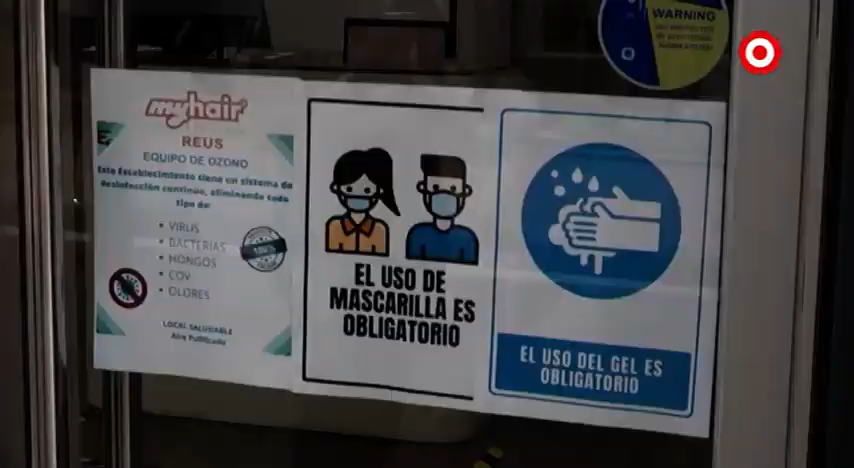 WARNING
myhair
REUS
EQUIPO DE OZONO
Este Establecimiento tiene un sistema de
desinfección continuo, eliminando todo
tipo de:
• VIRUS
• BACTERIAS
• HONGOS
• COV
• OLORES
100%
LOCAL SALUDABLE
Aire Purificado
EL USO DE
MASCARILLA ES
OBLIGATORIO
EL USO DEL GEL ES
OBLIGATORIO